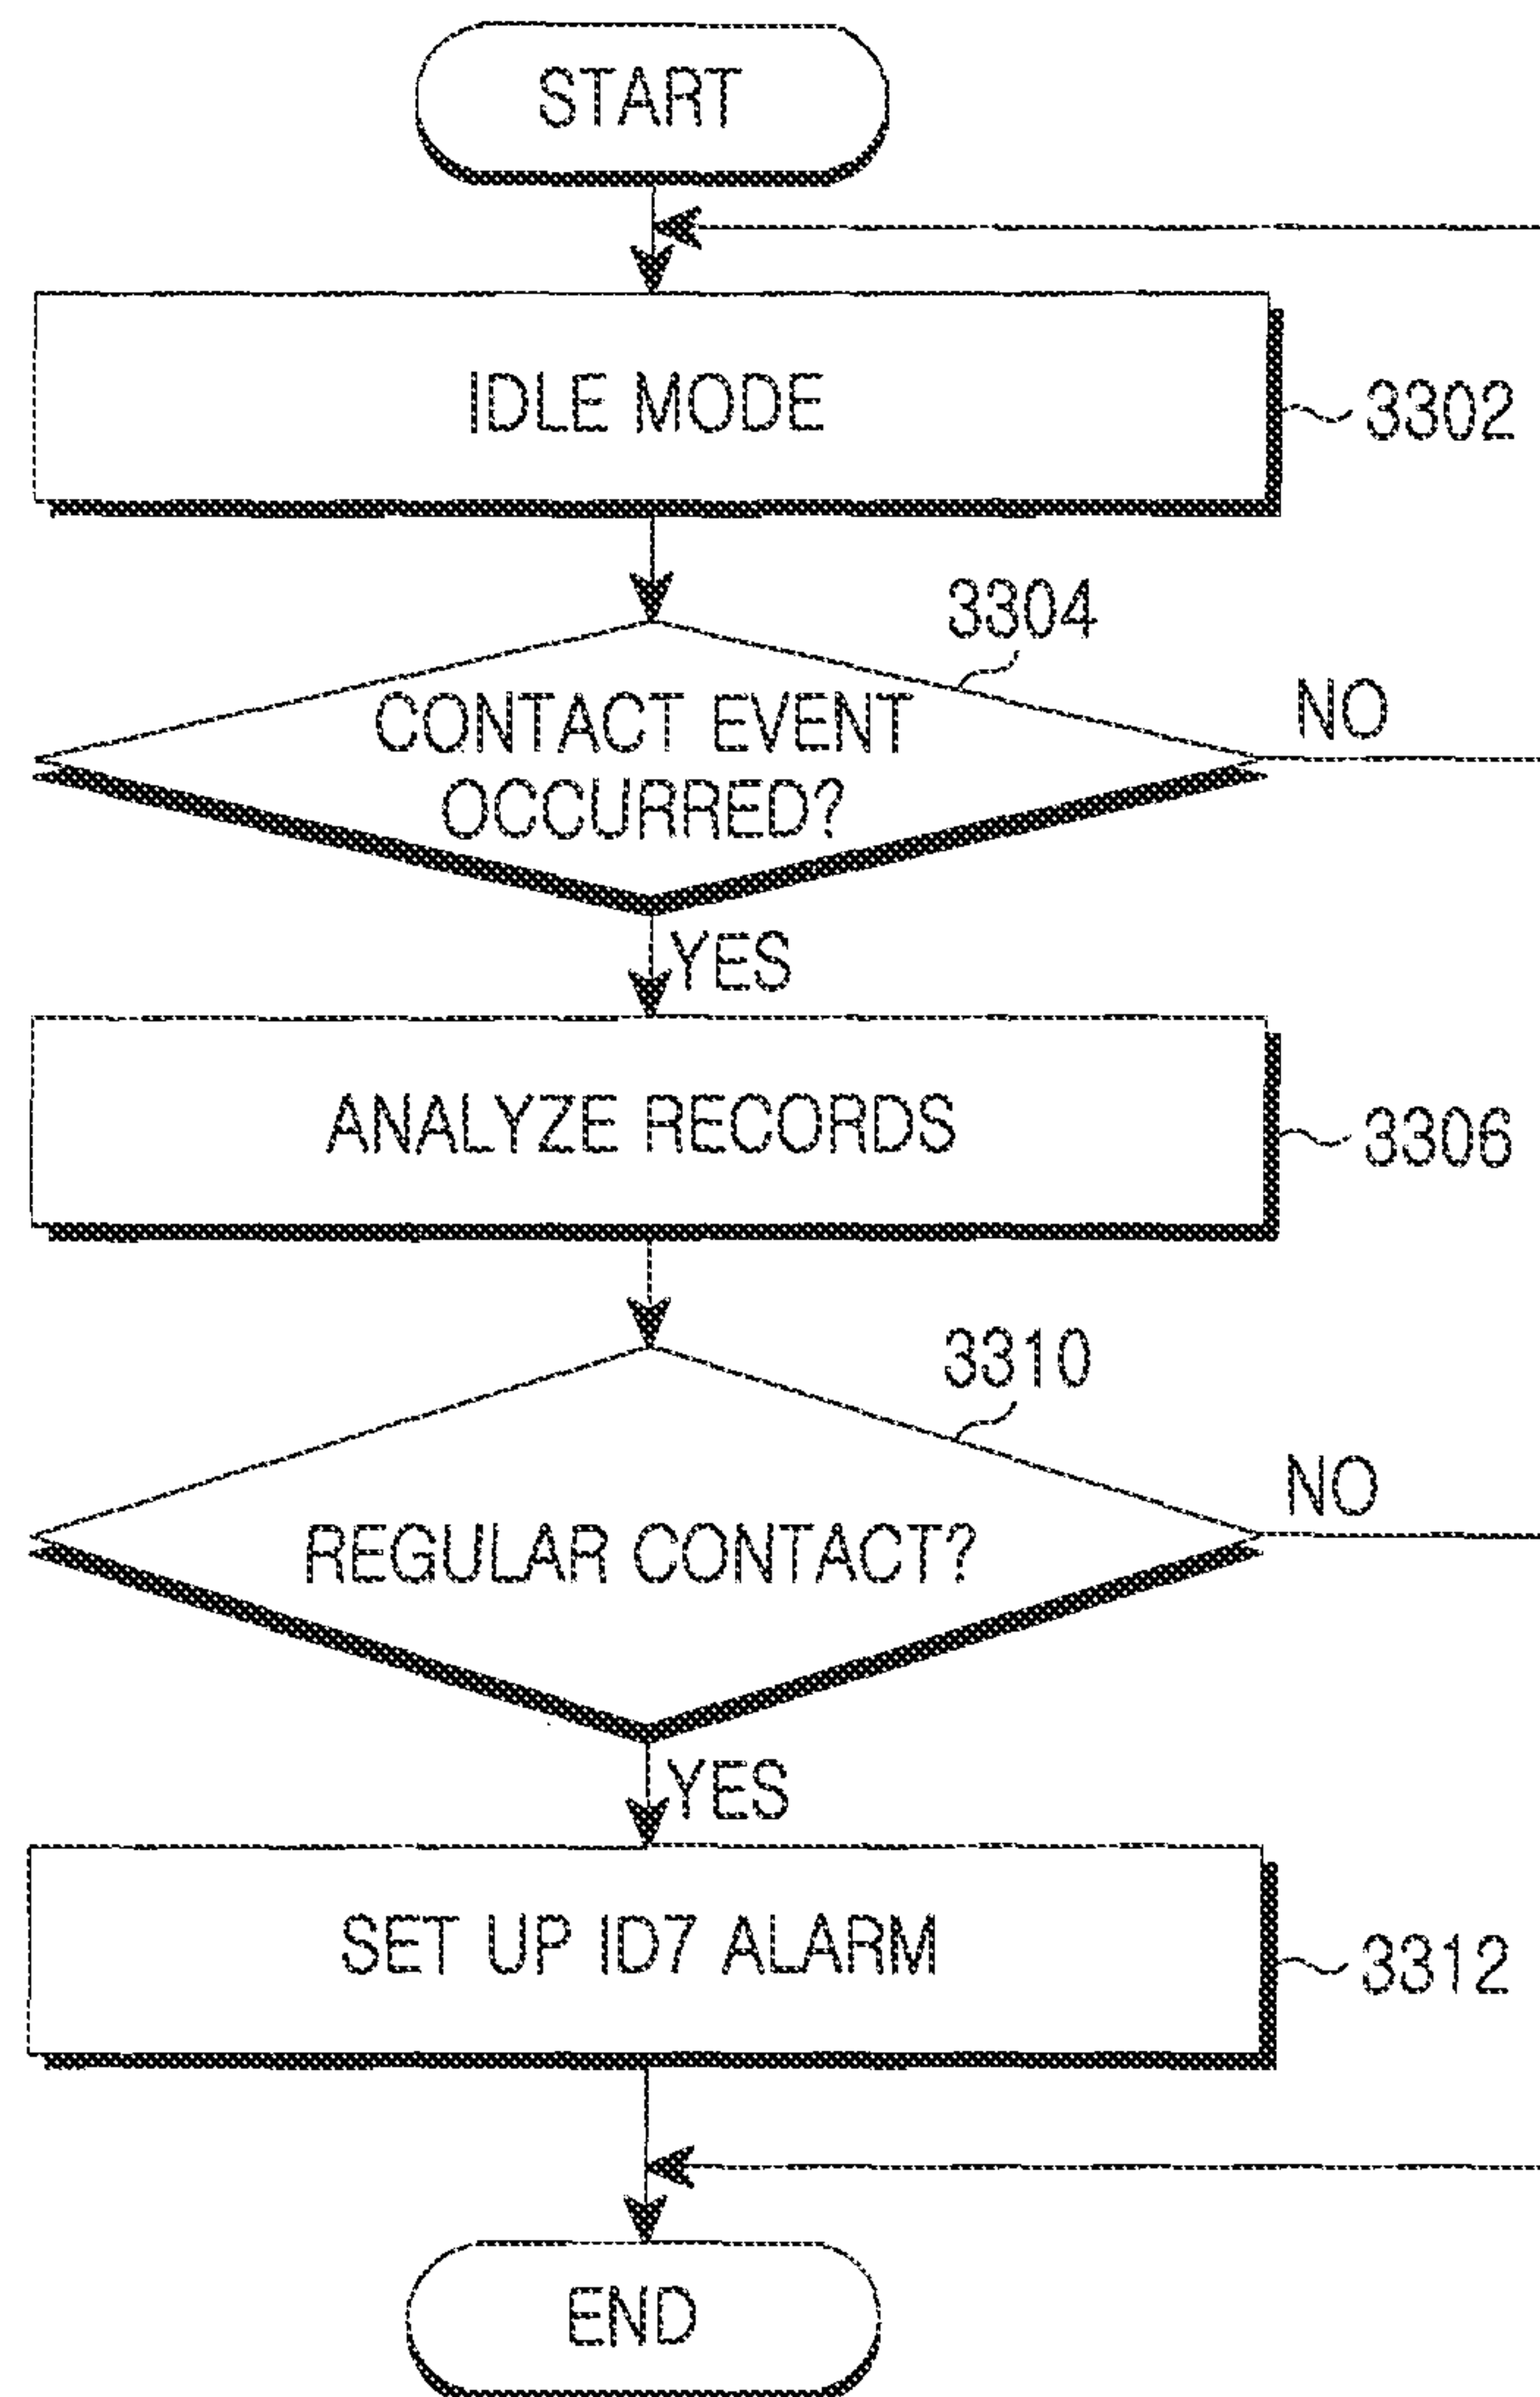 START
IDLE MODE
3302
3304
CONTACT EVENT
OCCURRED?
NO
YES
ANALYZE RECORDS
3306
3310
REGULAR CONTACT?
NO
YES
SET UP ID7 ALARM
3312
END